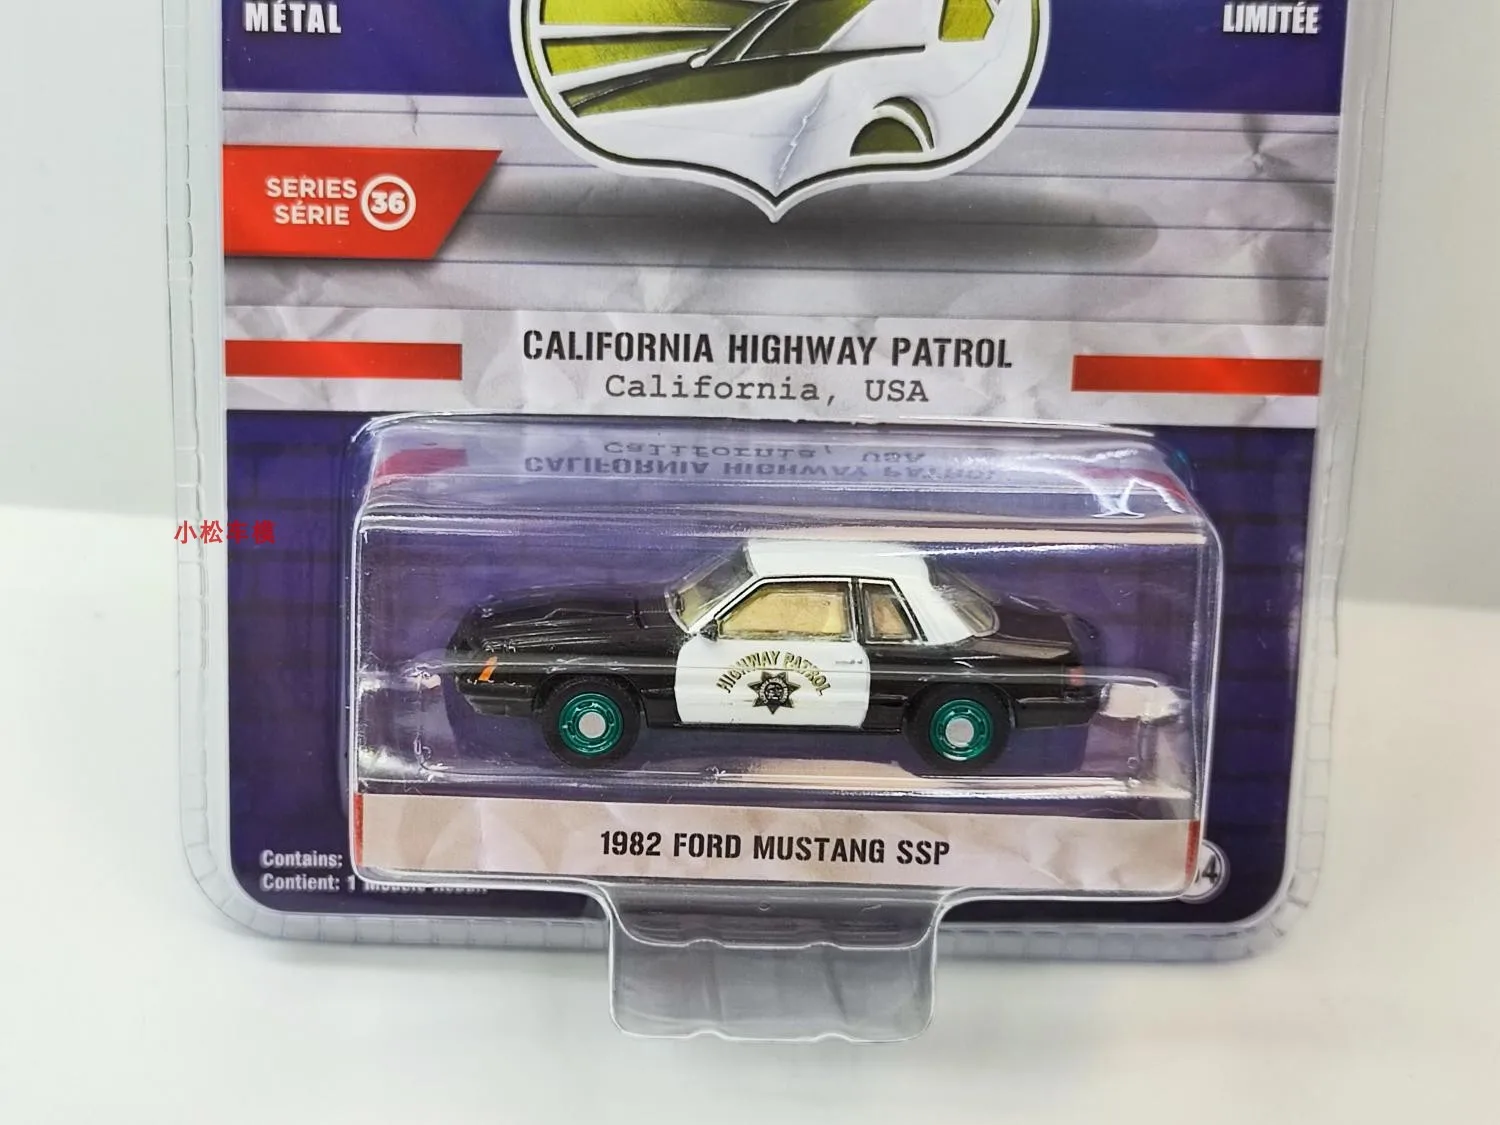 MÉTAL
LIMITÉE
SERIES
SÉRIE
36
CALIFORNIA HIGHWAY PATROL
California, USA
小松车模
HIGHWAY PATROL
1982 FORD MUSTANG SSP
Contains:
Contient: 1